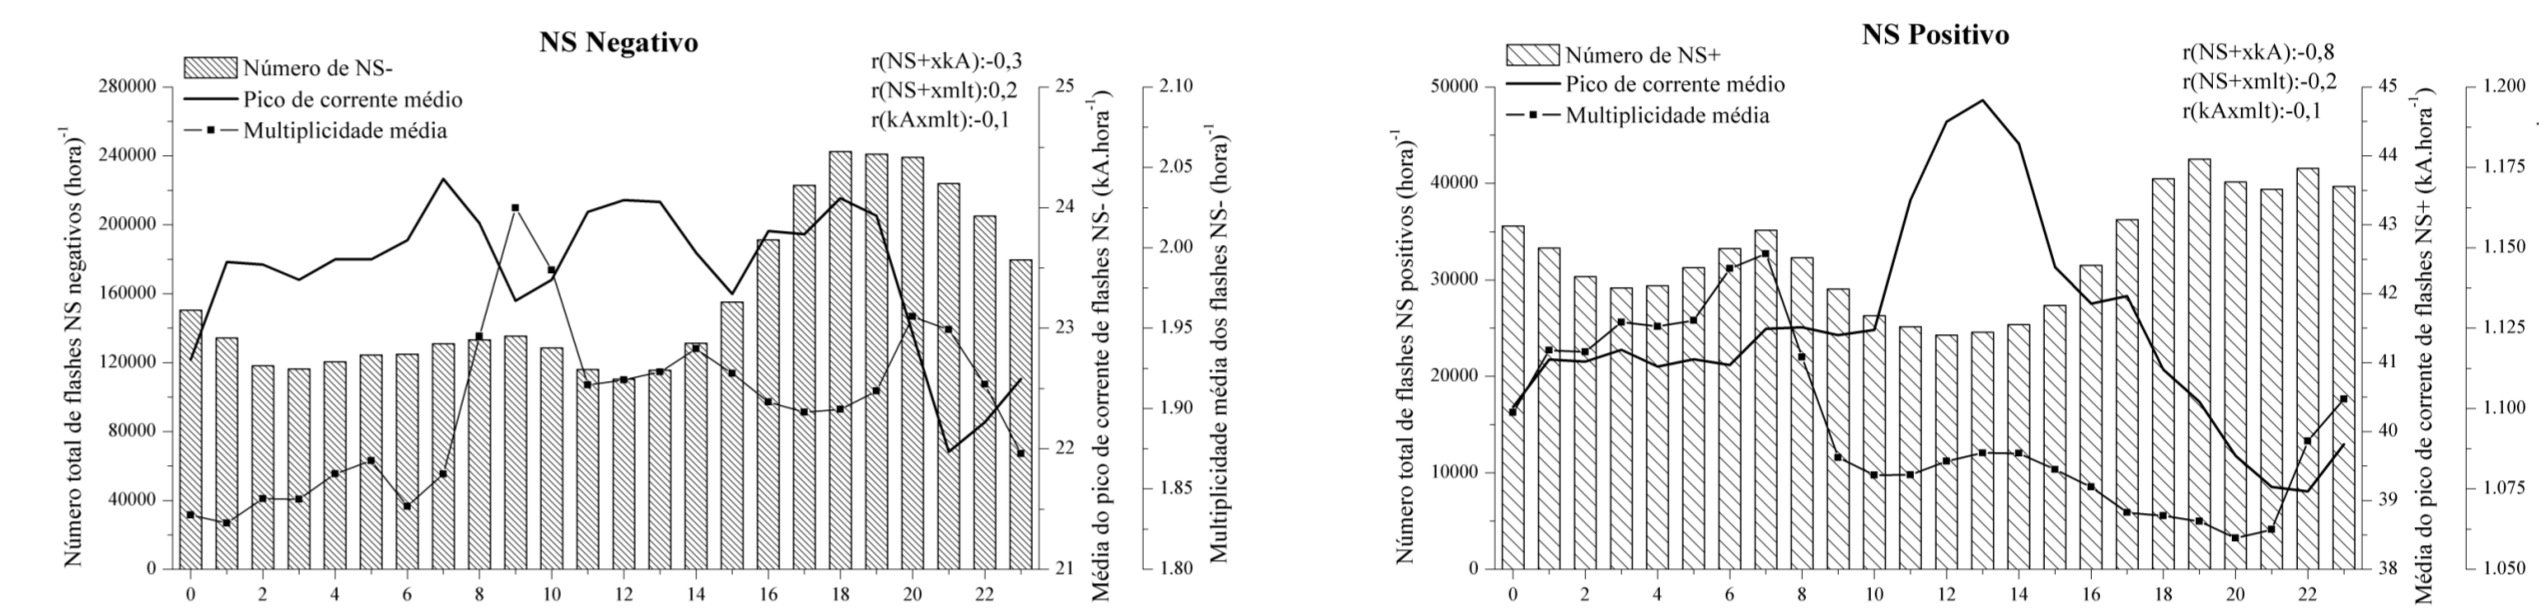 NS Negativo
Número de NS-
Pico de corrente médio
Multiplicidade média
r(NS+xkA):-0,3
r(NS+xmlt):0,2
r(kAxmlt):-0,1
Número total de flashes NS negativos (hora)-1
280000
240000
200000
160000
120000
80000
40000
0
0 2 4 6 8 10 12 14 16 18 20 22
25
24
23
22
21
Média do pico de corrente de flashes NS- (kA.hora-1)
2.10
2.05
2.00
1.95
1.90
1.85
1.80
Multiplicidade média dos flashes NS- (hora)-1
NS Positivo
Número de NS+
Pico de corrente médio
Multiplicidade média
r(NS+xkA):-0,8
r(NS+xmlt):-0,2
r(kAxmlt):-0,1
Número total de flashes NS positivos (hora)-1
50000
40000
30000
20000
10000
0
0 2 4 6 8 10 12 14 16 18 20 22
45
44
43
42
41
40
39
38
Média do pico de corrente de flashes NS+ (kA.hora-1)
1.200
1.175
1.150
1.125
1.100
1.075
1.050